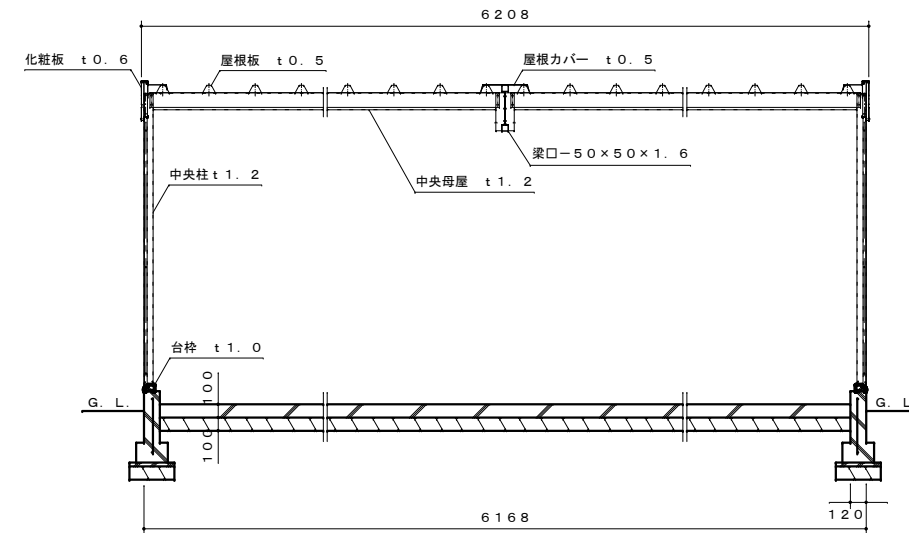 6208
化粧板 t0.6
屋根板 t0.5
屋根カバー t0.5
梁口-50×50×1.6
中央柱t1.2
中央母屋 t1.2
台枠 t1.0
100
G.L.
G.L
100
120
6168